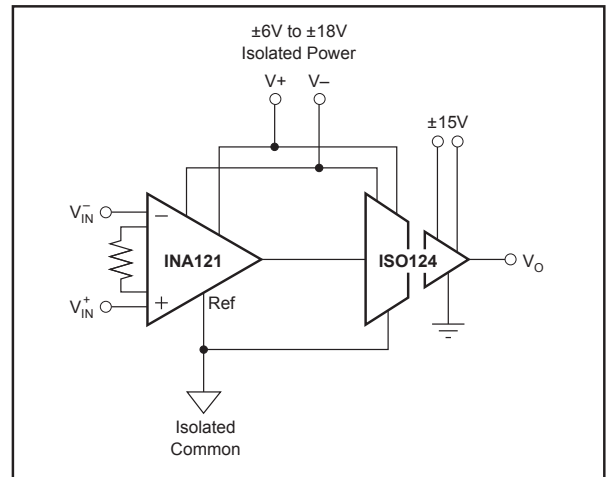 ±6V to ±18V
Isolated Power
V+ V–
±15V
V–IN
INA121
ISO124
VO
V+IN
Ref
Isolated
Common
– +